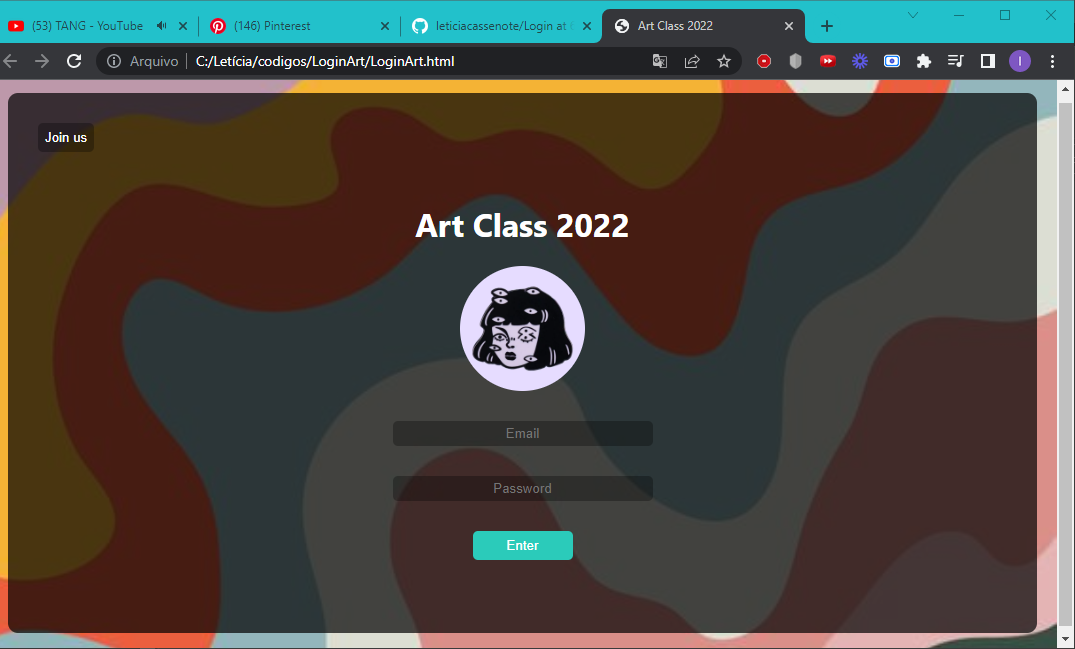 (53) TANG - YouTube
(146) Pinterest
leticiacassenote/Login at
Art Class 2022
Arquivo
C:/Letícia/codigos/LoginArt/LoginArt.html
I
Join us
Art Class 2022
Email
Password
Enter